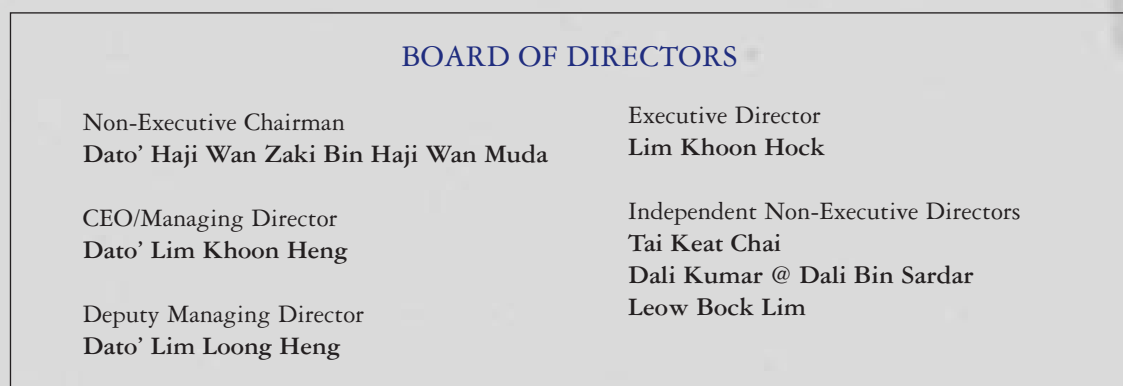 BOARD OF DIRECTORS
Non-Executive Chairman
Dato’ Haji Wan Zaki Bin Haji Wan Muda
CEO/Managing Director
Dato’ Lim Khoon Heng
Deputy Managing Director
Dato’ Lim Loong Heng
Executive Director
Lim Khoon Hock
Independent Non-Executive Directors
Tai Keat Chai
Dali Kumar @ Dali Bin Sardar
Leow Bock Lim